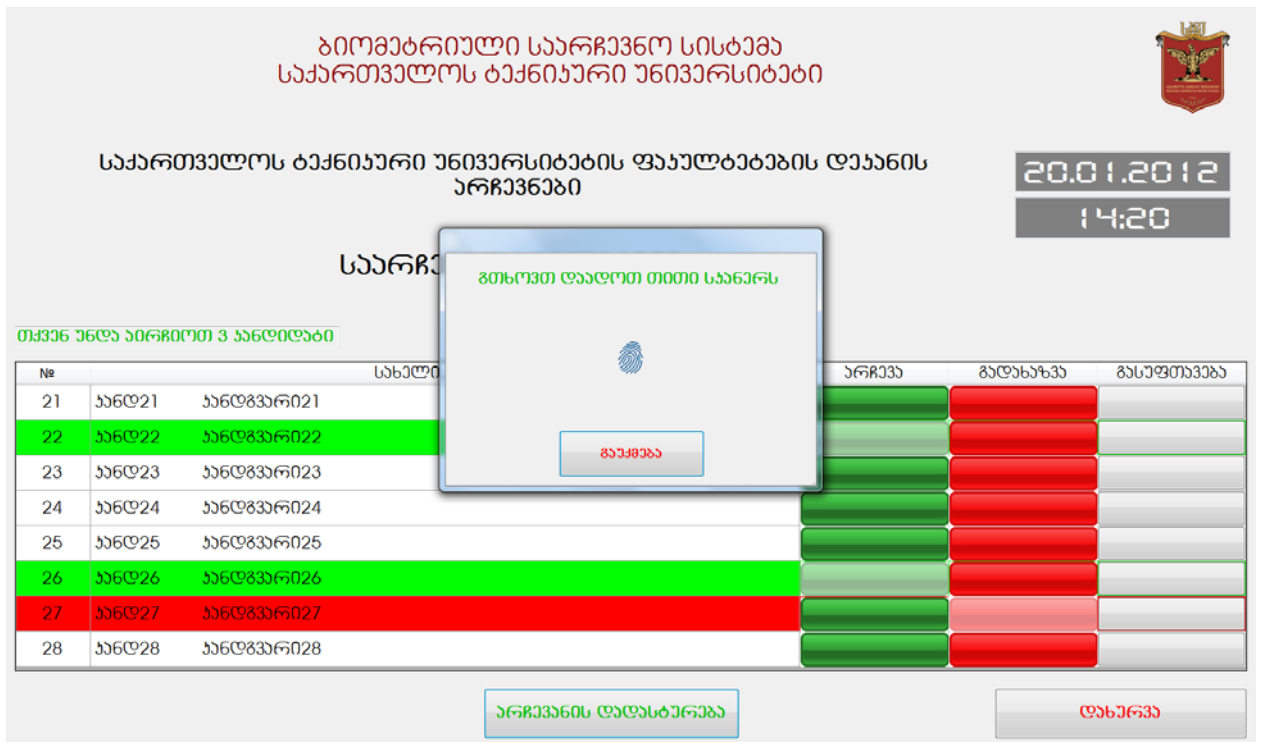 ბიომეტრიული საარჩევნო სისტემა
საქართველოს ტექნიკური უნივერსიტეტი
საქართველოს ტექნიკური უნივერსიტეტის ფაკულტეტების დეკანის
არჩევნები
20.01.2012
14:20
გთხოვთ დაადოთ თითი სკანერს
გაუქმება
თქვენ უნდა აირჩიოთ 3 კანდიდატი
№ სახელი არჩევა გადახაზვა გასუფთავება
21 კანდ21 კანდგვარი21
22 კანდ22 კანდგვარი22
23 კანდ23 კანდგვარი23
24 კანდ24 კანდგვარი24
25 კანდ25 კანდგვარი25
26 კანდ26 კანდგვარი26
27 კანდ27 კანდგვარი27
28 კანდ28 კანდგვარი28
არჩევანის დადასტურება
დახურვა